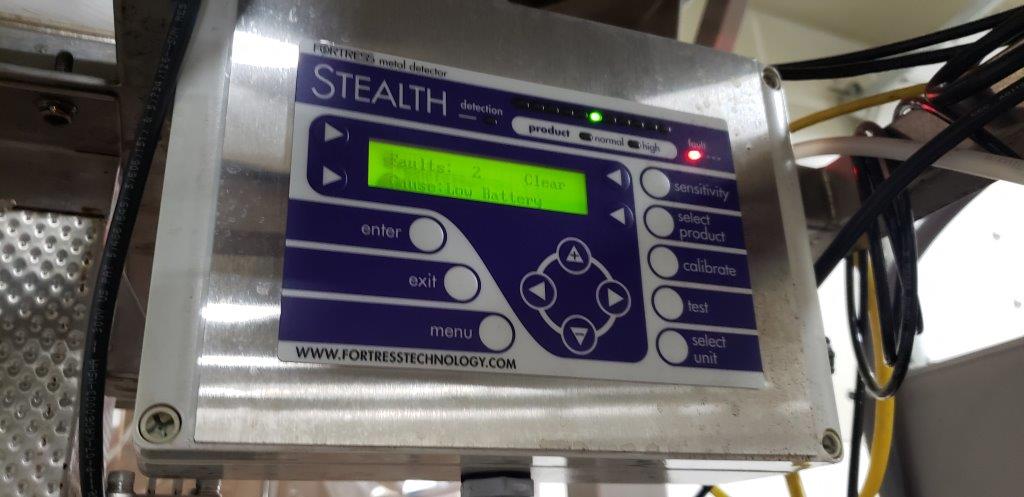 FORTRESS metal detector
STEALTH
detection
product normal high
fault
Faults: 2 Clear
Cause:Low Battery
sensitivity
select
product
enter
calibrate
exit
test
menu
select
unit
WWW.FORTRESSTECHNOLOGY.COM